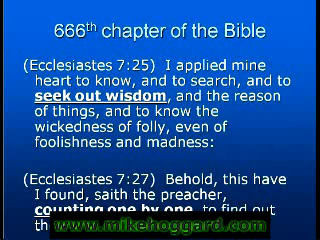 666th chapter of the Bible
(Ecclesiastes 7:25) I applied mine
heart to know, and to search, and to
seek out wisdom, and the reason
of things, and to know the
wickedness of folly, even of
foolishness and madness:
(Ecclesiastes 7:27) Behold, this have
I found, saith the preacher,
counting one by one, to find out
www.mikehoggard.com